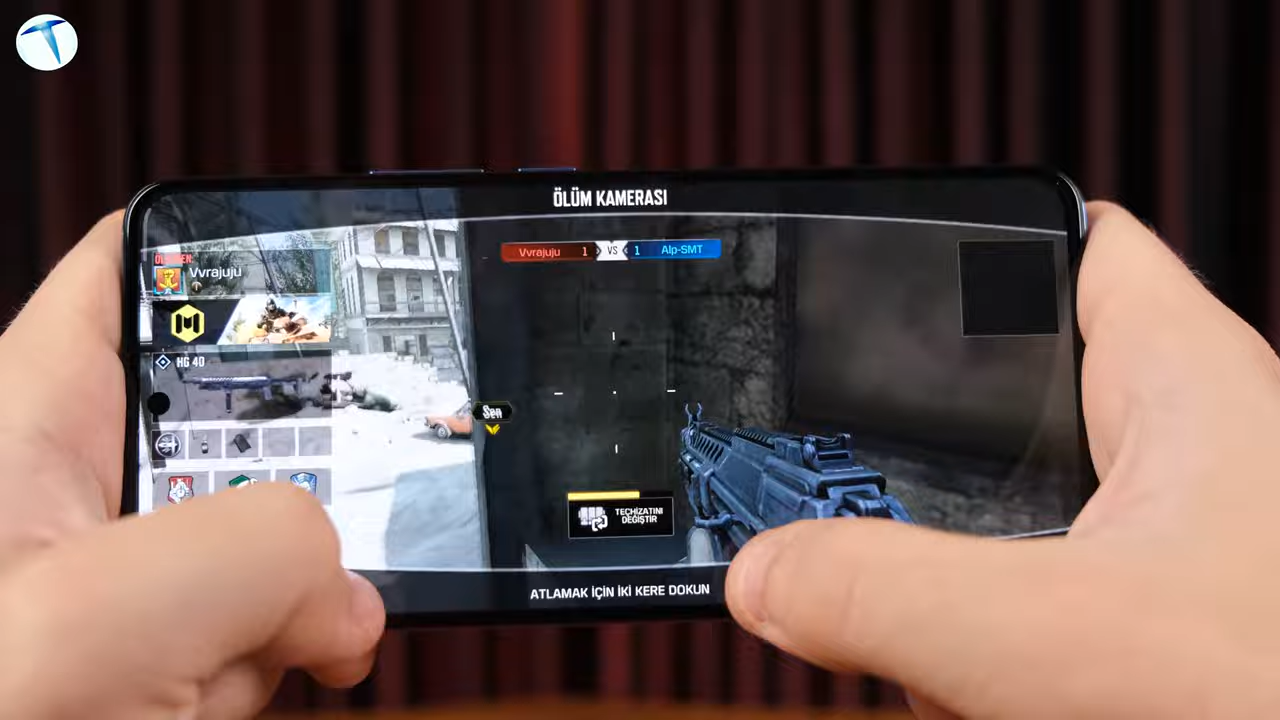 ÖLÜM KAMERASI
Vvrajuju 1 VS 1 Alp-SMT
Vvrajuju
HG 40
Sen
TEÇHİZATINI
DEĞİŞTİR
ATLAMAK İÇİN İKİ KERE DOKUN